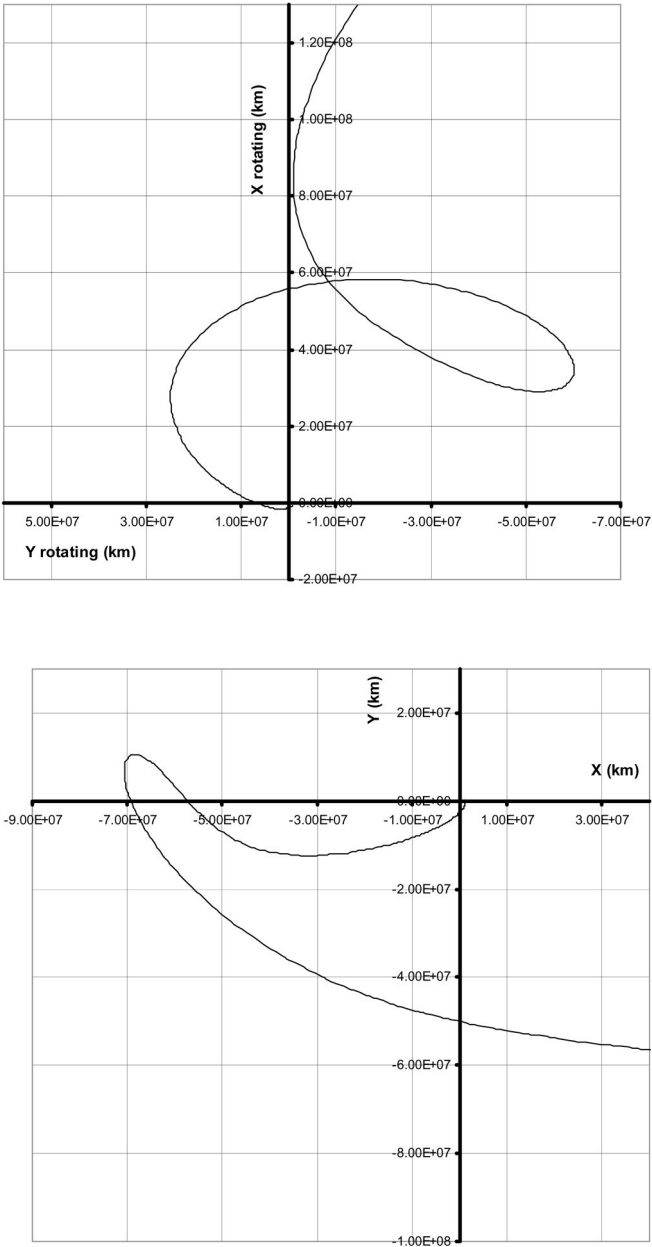 1.20E+08
X rotating (km)
1.00E+08
8.00E+07
6.00E+07
4.00E+07
2.00E+07
0.00E+00
5.00E+07 3.00E+07 1.00E+07 -1.00E+07 -3.00E+07 -5.00E+07 -7.00E+07
Y rotating (km)
-2.00E+07
Y (km)
2.00E+07
X (km)
0.00E+00
-9.00E+07 -7.00E+07 -5.00E+07 -3.00E+07 -1.00E+07 1.00E+07 3.00E+07
-2.00E+07
-4.00E+07
-6.00E+07
-8.00E+07
-1.00E+08